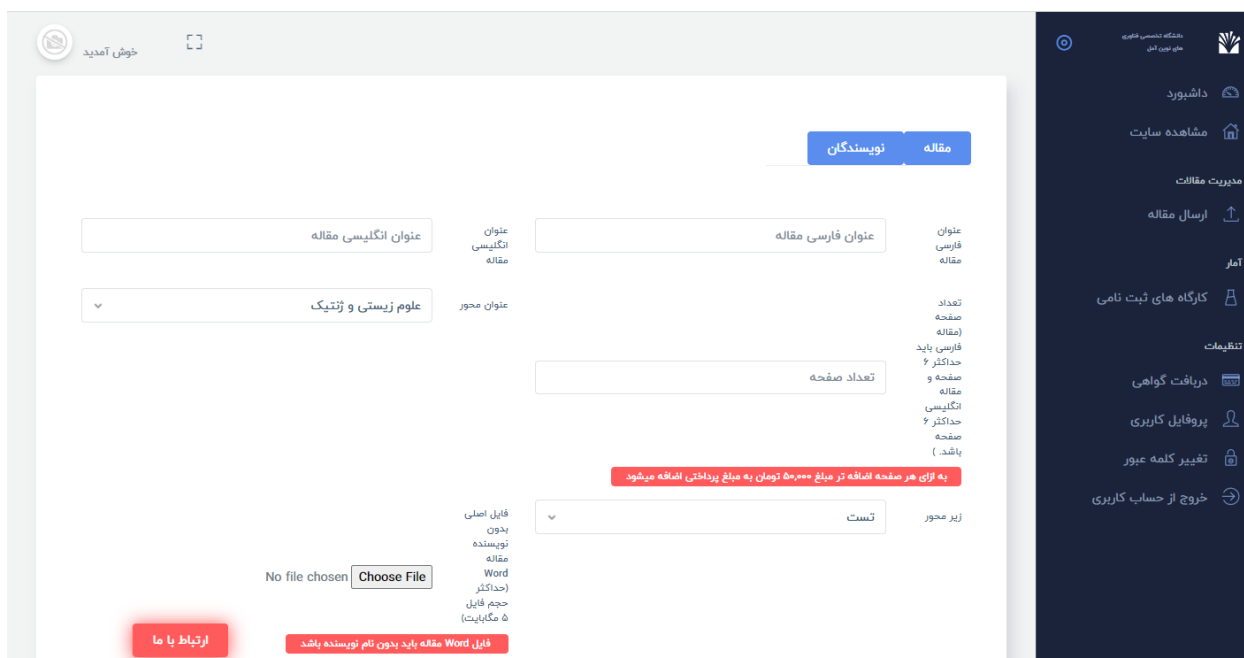 دانشگاه تخصصی فناوری
های نوین آمل
داشبورد
مشاهده سایت
مدیریت مقالات
ارسال مقاله
آمار
کارگاه های ثبت نامی
تنظیمات
دریافت گواهی
پروفایل کاربری
تغییر کلمه عبور
خروج از حساب کاربری
خوش آمدید
مقاله
نویسندگان
عنوان
فارسی
مقاله
عنوان فارسی مقاله
عنوان
انگلیسی
مقاله
عنوان انگلیسی مقاله
تعداد
صفحه
(مقاله
فارسی باید
حداکثر ۶
صفحه و
مقاله
انگلیسی
حداکثر ۶
صفحه
باشد. )
تعداد صفحه
به ازای هر صفحه اضافه تر مبلغ ۵۰,۰۰۰ تومان به مبلغ پرداختی اضافه میشود
عنوان محور
علوم زیستی و ژنتیک
زیر محور
تست
فایل اصلی
بدون
نویسنده
مقاله
Word
(حداکثر
حجم فایل
۵ مگابایت)
Choose File No file chosen
فایل Word مقاله باید بدون نام نویسنده باشد
ارتباط با ما